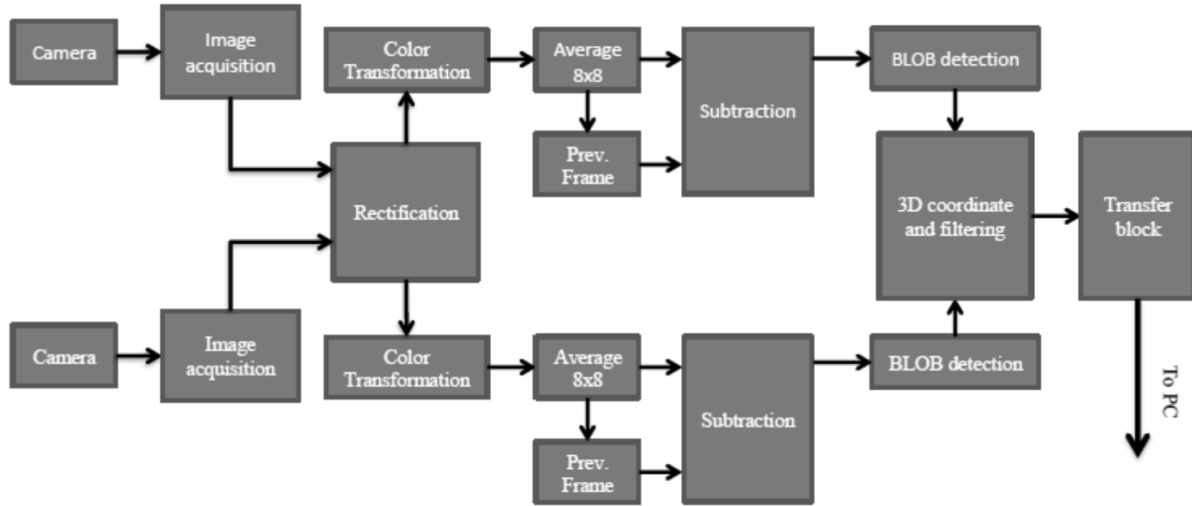 Camera
Image
acquisition
Color
Transformation
Average
8x8
Prev.
Frame
Subtraction
BLOB detection
Rectification
3D coordinate
and filtering
Transfer
block
Camera
Image
acquisition
Color
Transformation
Average
8x8
Prev.
Frame
Subtraction
BLOB detection
To PC